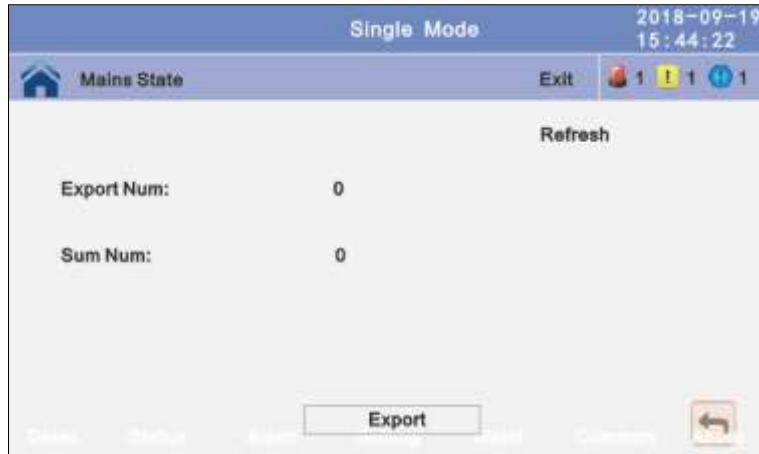 Single Mode
2018-09-19
15:44:22
Mains State
Exit
1 ! 1 1
Refresh
Export Num: 0
Sum Num: 0
Export